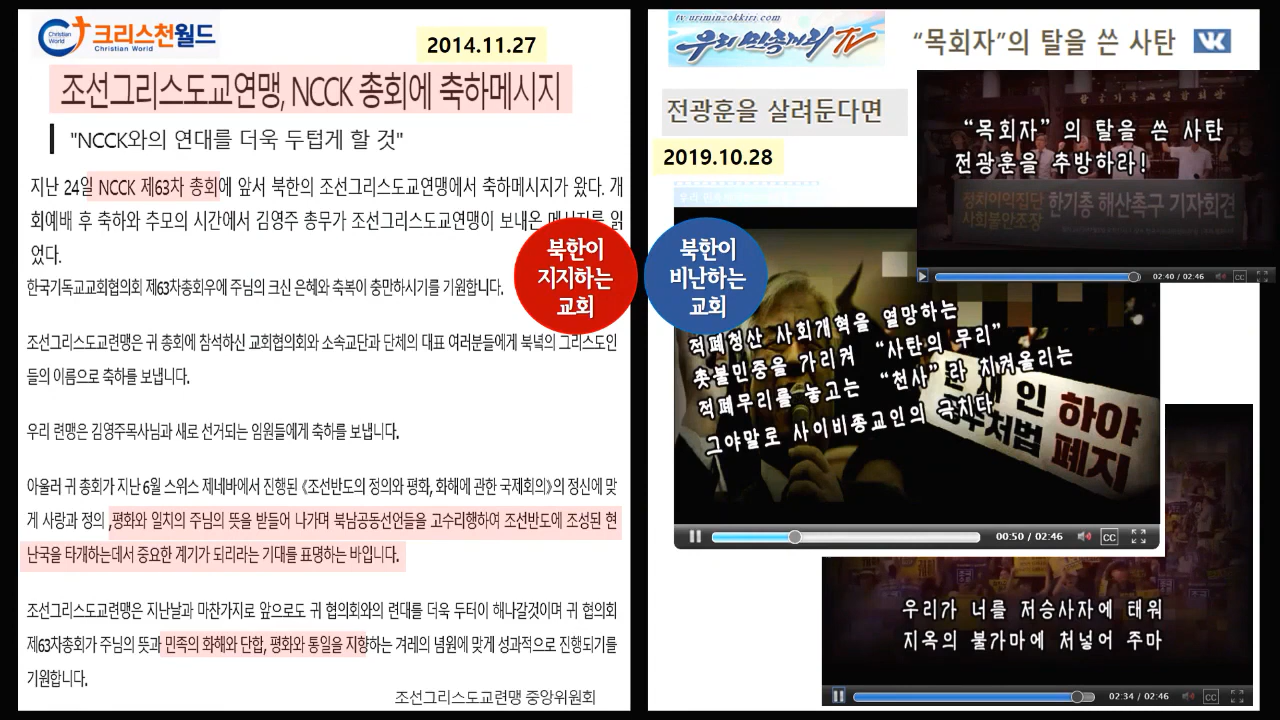 Christian World
크리스천월드
Christian World
2014.11.27
조선그리스도교연맹, NCCK 총회에 축하메시지
"NCCK와의 연대를 더욱 두텁게 할 것"
지난 24일 NCCK 제63차 총회에 앞서 북한의 조선그리스도교연맹에서 축하메시지가 왔다. 개
회예배 후 축하와 추모의 시간에서 김영주 총무가 조선그리스도교연맹이 보내온 메시지를 읽
었다.
한국기독교교회협의회 제63차총회우에 주님의 크신 은혜와 축복이 충만하시기를 기원합니다.
조선그리스도교련맹은 귀 총회에 참석하신 교회협의회와 소속교단과 단체의 대표 여러분들에게 북녘의 그리스도인
들의 이름으로 축하를 보냅니다.
우리 련맹은 김영주목사님과 새로 선거되는 임원들에게 축하를 보냅니다.
아울러 귀 총회가 지난 6월 스위스 제네바에서 진행된 《조선반도의 정의와 평화, 화해에 관한 국제회의》의 정신에 맞
게 사랑과 정의 ,평화와 일치의 주님의 뜻을 받들어 나가며 북남공동선언들을 고수리행하여 조선반도에 조성된 현
난국을 타개하는데서 중요한 계기가 되리라는 기대를 표명하는 바입니다.
조선그리스도교련맹은 지난날과 마찬가지로 앞으로도 귀 협의회와의 련대를 더욱 두터이 해나갈것이며 귀 협의회
제63차총회가 주님의 뜻과 민족의 화해와 단합, 평화와 통일을 지향하는 겨레의 념원에 맞게 성과적으로 진행되기를
기원합니다.
조선그리스도교련맹 중앙위원회
북한이
지지하는
교회
북한이
비난하는
교회
tv.uriminzokkiri.com
우리민족끼리TV
“목회자”의 탈을 쓴 사탄
전광훈을 살려둔다면
2019.10.28
“목회자” 의 탈을 쓴 사탄
전광훈을 추방하라!
정치이익집단
사회불안조장
한기총 해산촉구 기자회견
02:40 / 02:46
CC
적폐청산 사회개혁을 열망하는
촛불민중을 가리켜 “사탄의 무리”
적폐무리를 놓고는 “천사” 라 치켜올리는
그야말로 사이비종교인의 극치다
문재인 하야
공수처법 폐지
00:50 / 02:46
CC
우리가 너를 저승사자에 태워
지옥의 불가마에 처넣어 주마
02:34 / 02:46
CC